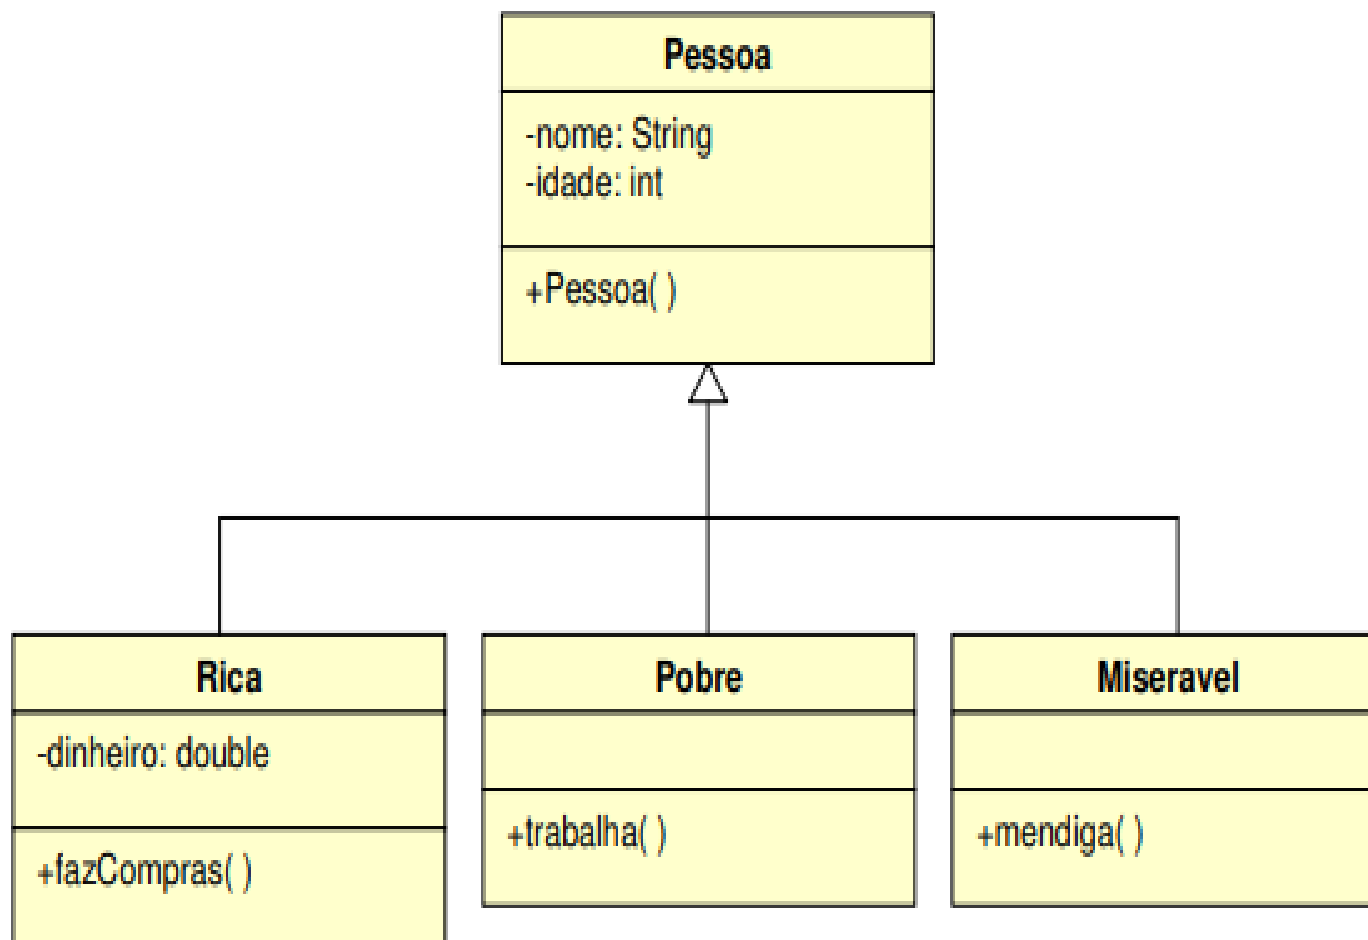 Pessoa
-nome: String
-idade: int
+Pessoa( )
Rica
-dinheiro: double
+fazCompras( )
Pobre
+trabalha( )
Miseravel
+mendiga( )